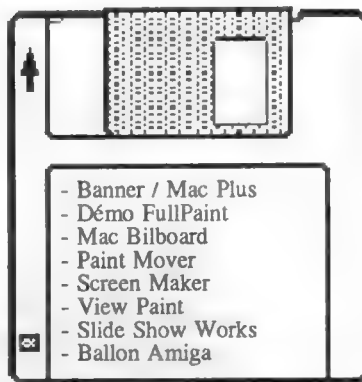 - Banner / Mac Plus
- Démo FullPaint
- Mac Bilboard
- Paint Mover
- Screen Maker
- View Paint
- Slide Show Works
- Ballon Amiga